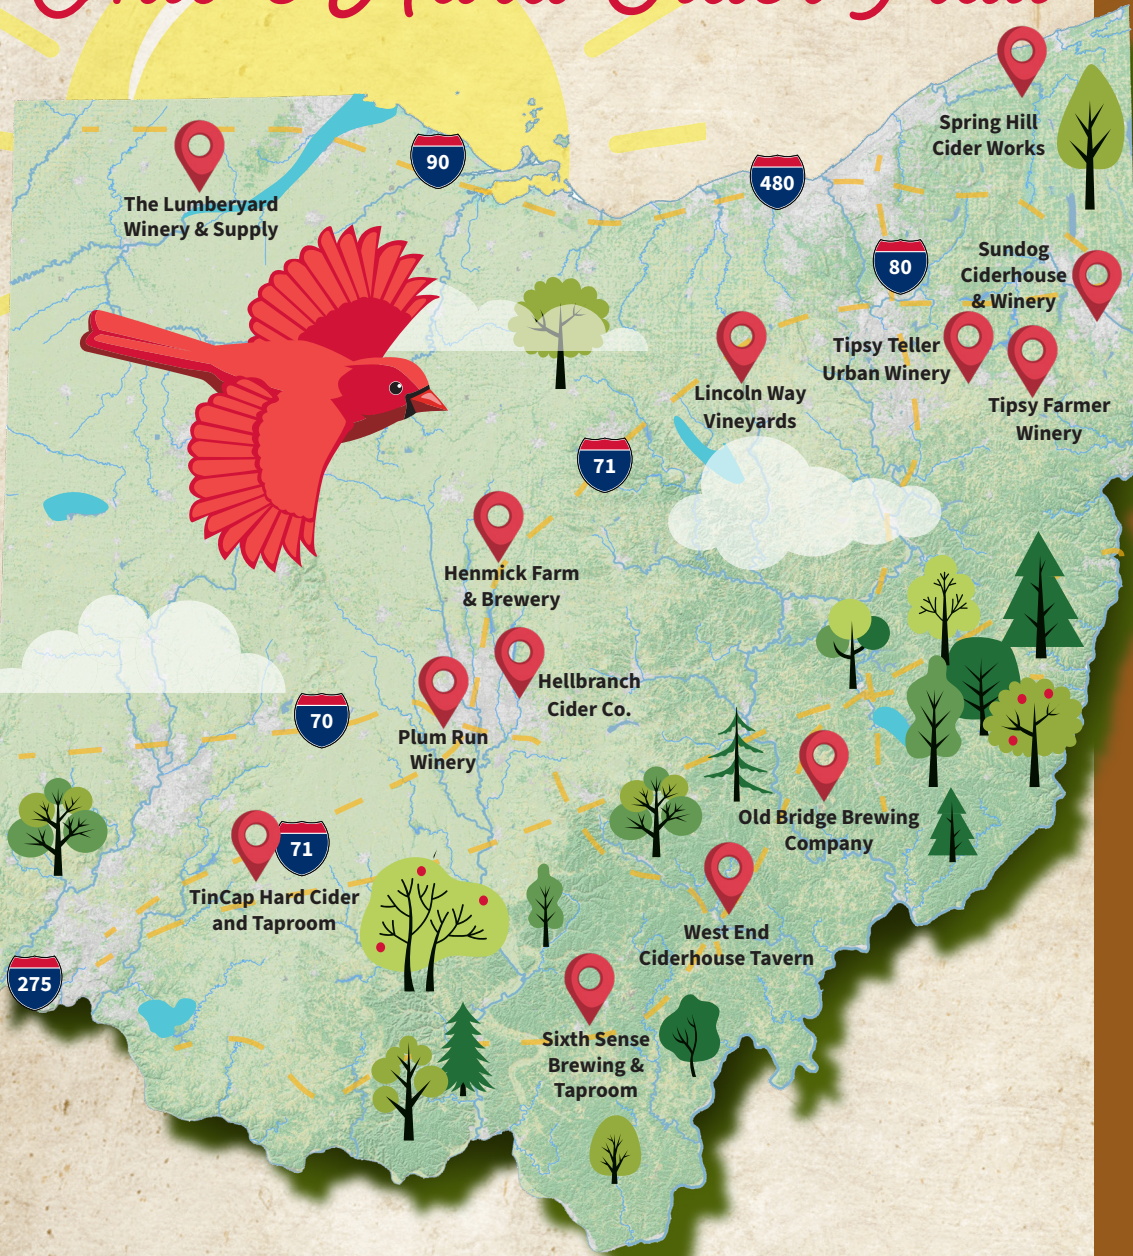 Spring Hill
Cider Works
The Lumberyard
Winery & Supply
90
480
80
Sundog
Ciderhouse
& Winery
Tipsy Teller
Urban Winery
Tipsy Farmer
Winery
Lincoln Way
Vineyards
71
Henmick Farm
& Brewery
Hellbranch
Cider Co.
Plum Run
Winery
70
Old Bridge Brewing
Company
71
TinCap Hard Cider
and Taproom
West End
Ciderhouse Tavern
275
Sixth Sense
Brewing &
Taproom